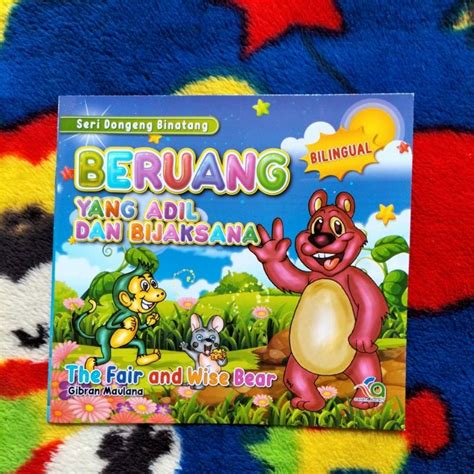 Seri Dongeng Binatang
BERUANG
BILINGUAL
YANG ADIL
DAN BIJAKSANA
The Fair and Wise Bear
Gibran Maulana